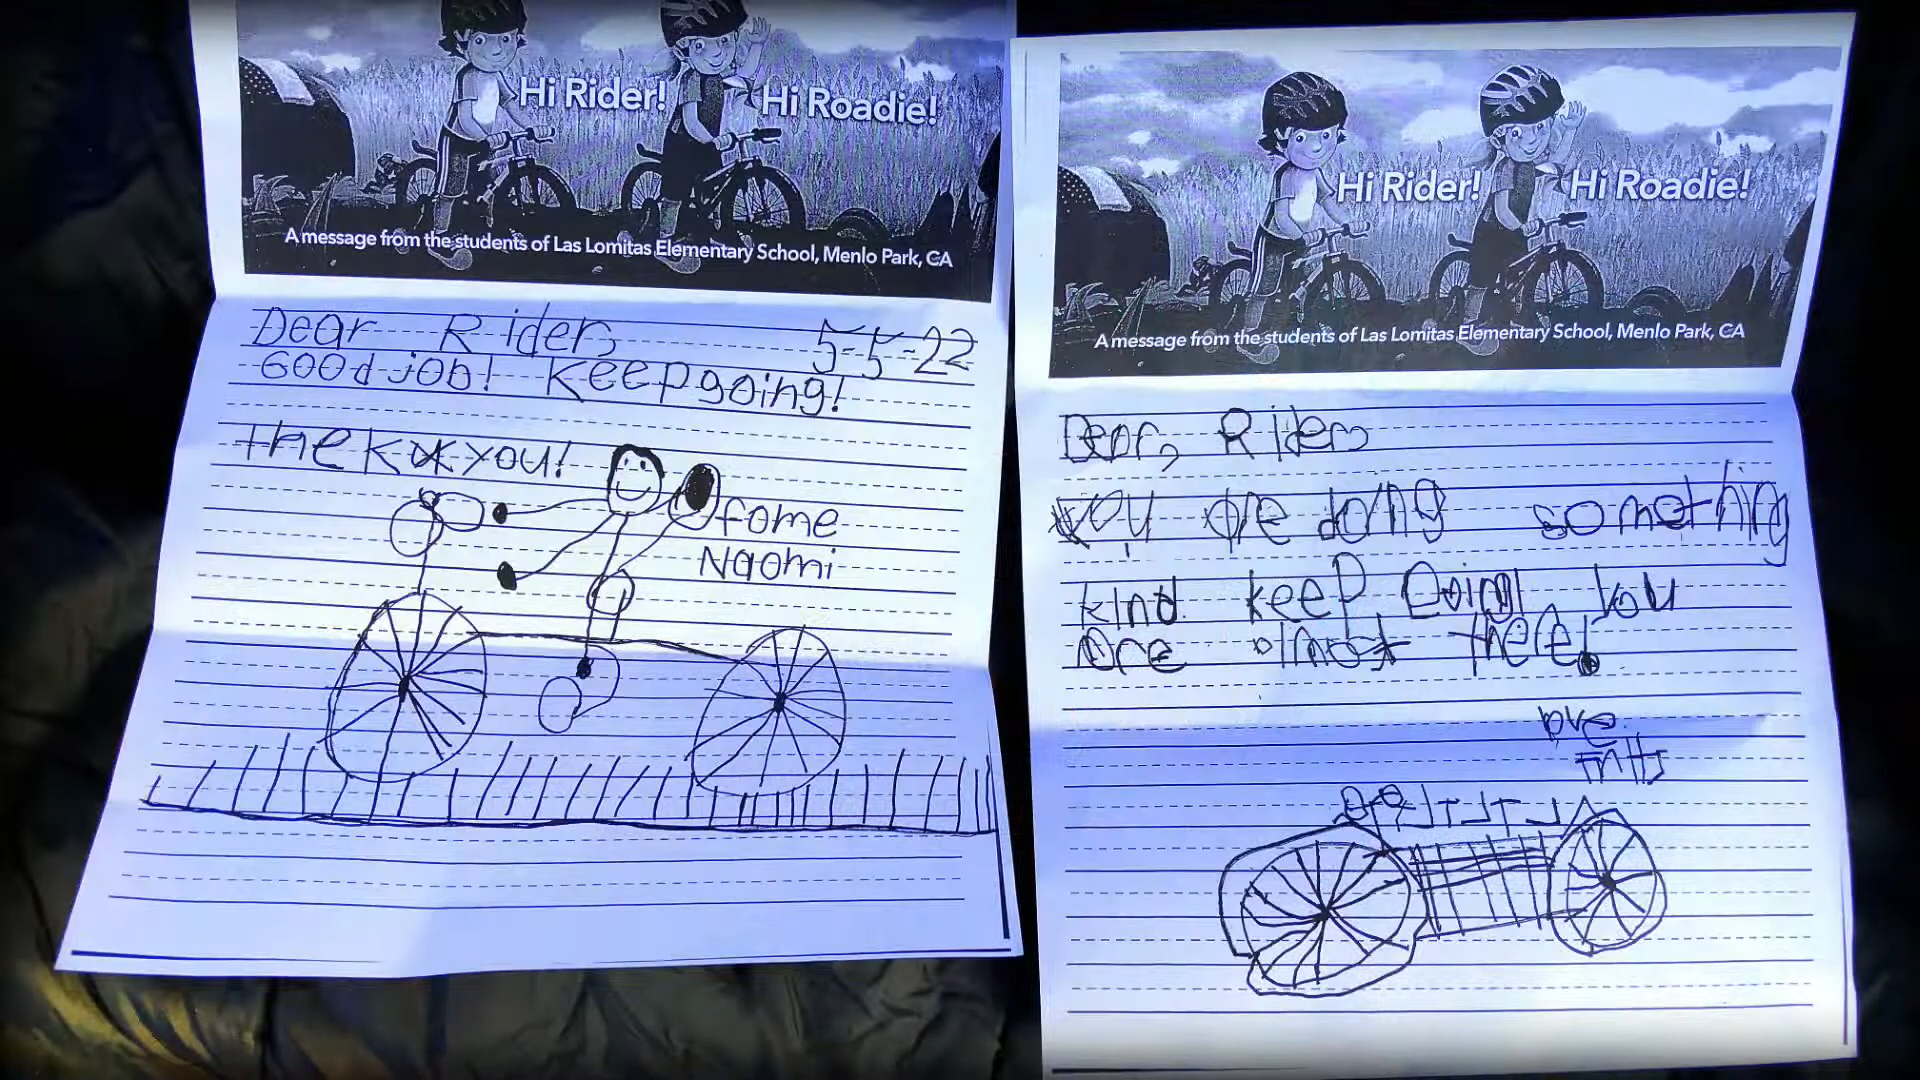 Hi Rider!
Hi Roadie!
A message from the students of Las Lomitas Elementary School, Menlo Park, CA
Dear Rider, 5-5-22
Good job! Keep going!
you!
fome
Naomi
Hi Rider!
Hi Roadie!
A message from the students of Las Lomitas Elementary School, Menlo Park, CA
Dear, Rider,
you are doing something
kind keep going you
are almost there!
love